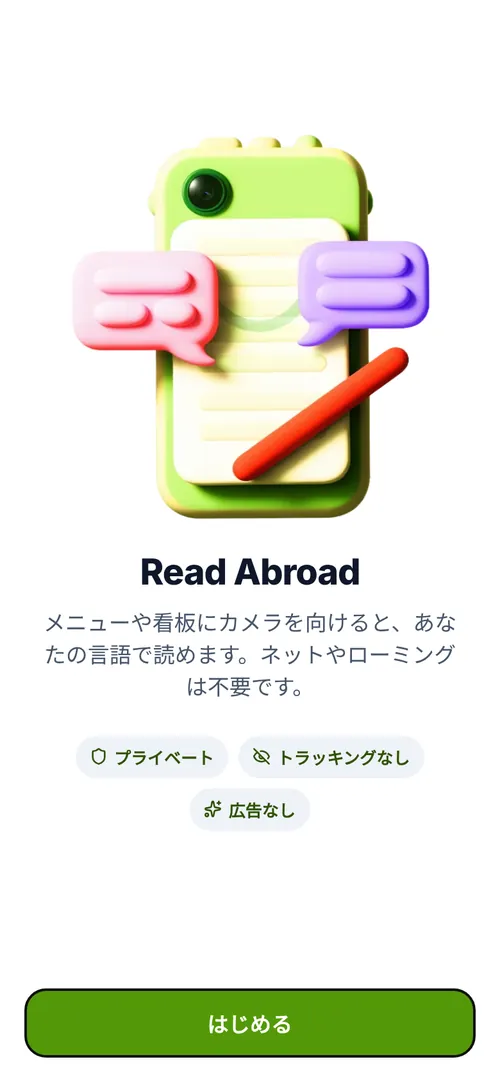 Read Abroad
メニューや看板にカメラを向けると、あな
たの言語で読めます。ネットやローミング
は不要です。
プライベート
トラッキングなし
広告なし
はじめる